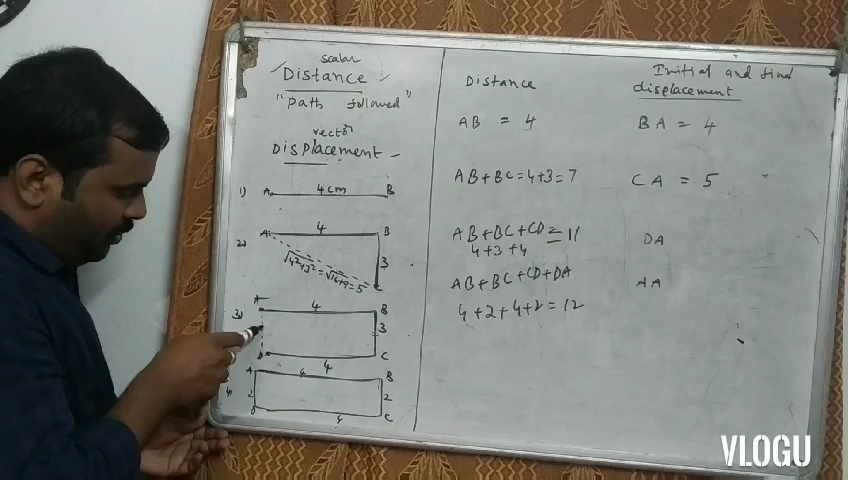 scalar
Distance
"path followed"
vector
Displacement
1) A 4cm B
2) A 4 B
3
√4²+3² = √16+9 = 5
C
3) A 4 B
3
D 4 C
4) A 4 B
2 2
D 4 C
Distance
AB = 4
AB+BC=4+3=7
AB+BC+CD = 11
4+3+4
AB+BC+CD+DA
4+2+4+2=12
Initial and find
displacement
BA = 4
CA = 5
DA
AA
VLOGU